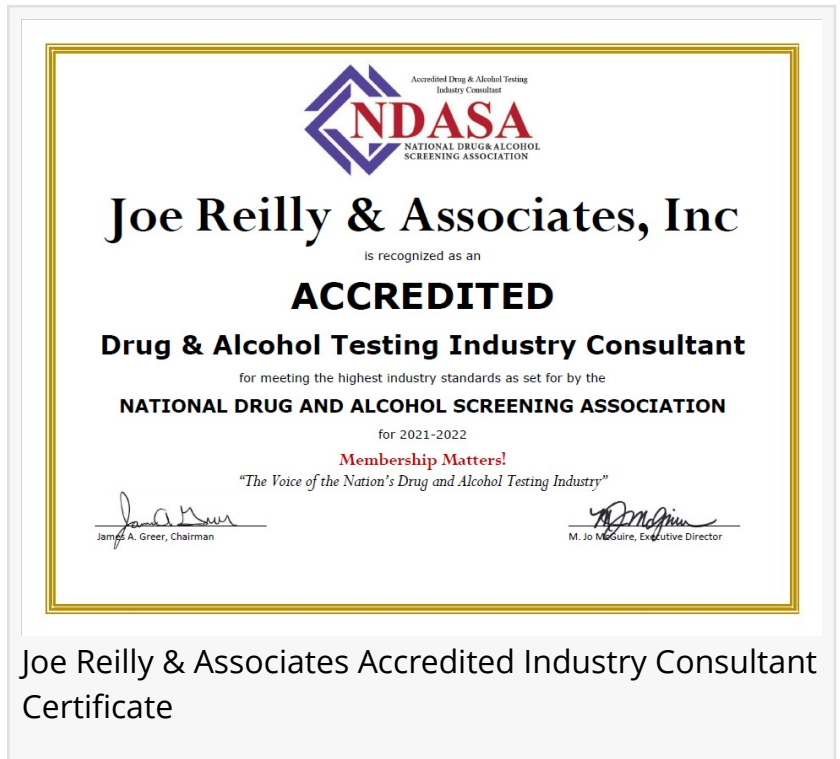 Accredited Drug & Alcohol Testing
Industry Consultant
NDASA
NATIONAL DRUG & ALCOHOL
SCREENING ASSOCIATION
Joe Reilly & Associates, Inc
is recognized as an
ACCREDITED
Drug & Alcohol Testing Industry Consultant
for meeting the highest industry standards as set for by the
NATIONAL DRUG AND ALCOHOL SCREENING ASSOCIATION
for 2021-2022
Membership Matters!
“The Voice of the Nation’s Drug and Alcohol Testing Industry”
James A. Greer, Chairman
M. Jo McGuire, Executive Director
Joe Reilly & Associates Accredited Industry Consultant
Certificate